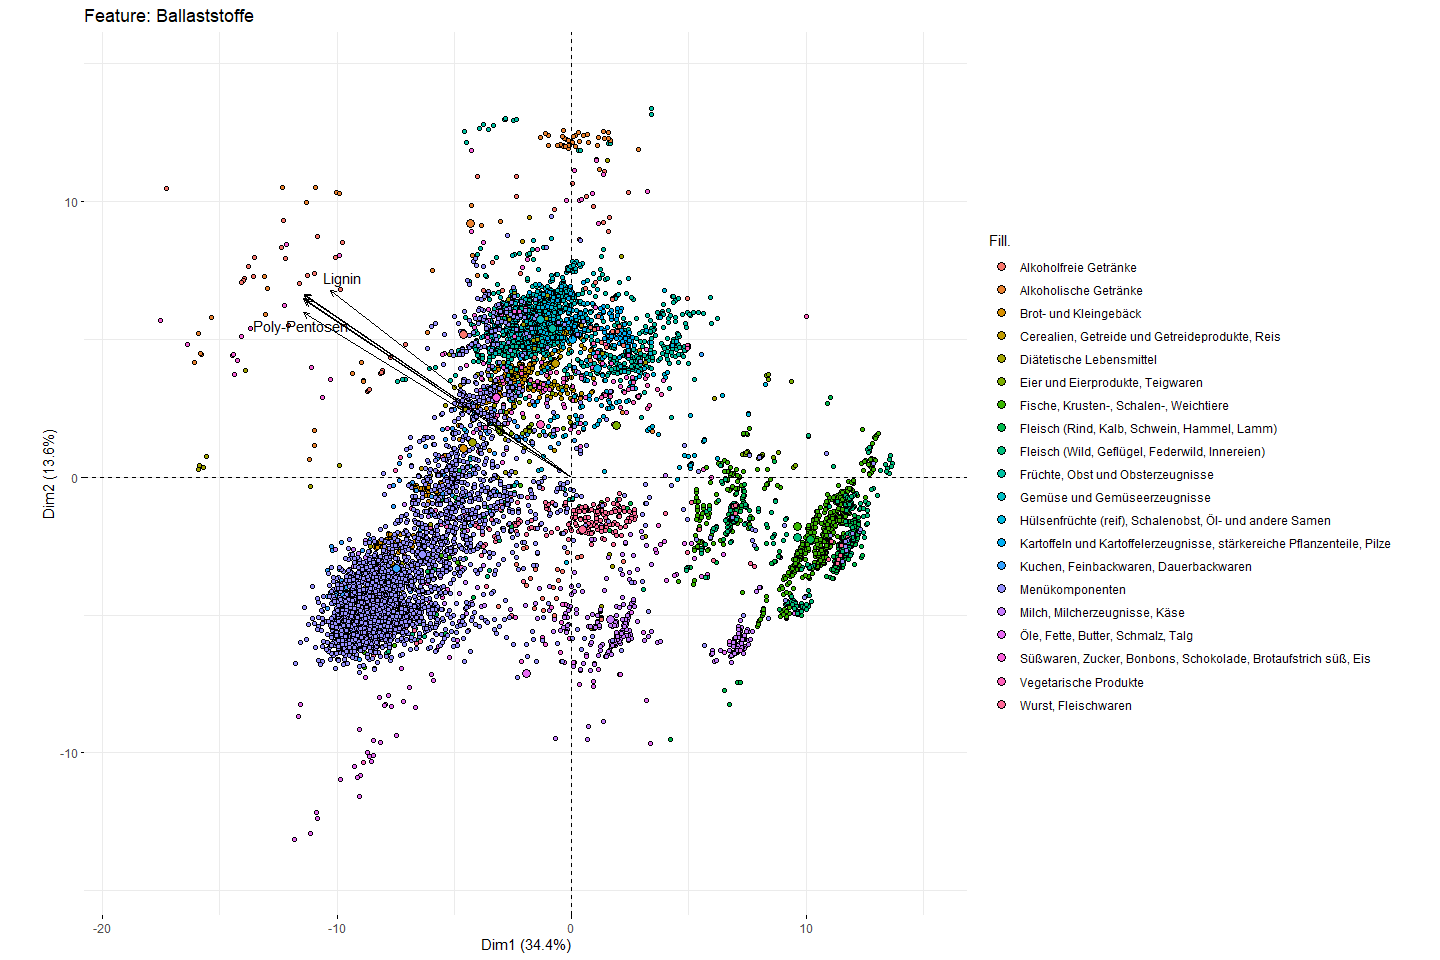 Feature: Ballaststoffe
Dim2 (13.6%)
10
0
-10
Lignin
Poly-Pentosen
-20
-10
0
10
Dim1 (34.4%)
Fill.
Alkoholfreie Getränke
Alkoholische Getränke
Brot- und Kleingebäck
Cerealien, Getreide und Getreideprodukte, Reis
Diätetische Lebensmittel
Eier und Eierprodukte, Teigwaren
Fische, Krusten-, Schalen-, Weichtiere
Fleisch (Rind, Kalb, Schwein, Hammel, Lamm)
Fleisch (Wild, Geflügel, Federwild, Innereien)
Früchte, Obst und Obsterzeugnisse
Gemüse und Gemüseerzeugnisse
Hülsenfrüchte (reif), Schalenobst, Öl- und andere Samen
Kartoffeln und Kartoffelerzeugnisse, stärkereiche Pflanzenteile, Pilze
Kuchen, Feinbackwaren, Dauerbackwaren
Menükomponenten
Milch, Milcherzeugnisse, Käse
Öle, Fette, Butter, Schmalz, Talg
Süßwaren, Zucker, Bonbons, Schokolade, Brotaufstrich süß, Eis
Vegetarische Produkte
Wurst, Fleischwaren